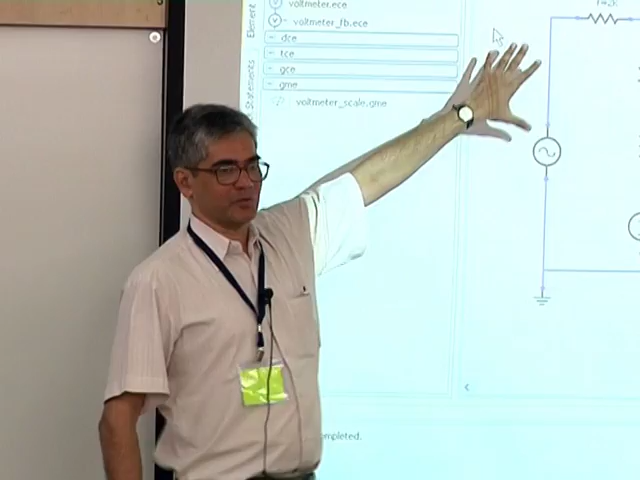 Element
voltmeter.ece
voltmeter_fb.ece
Statements
dce
tce
gce
gme
voltmeter_scale.gme
mpleted.